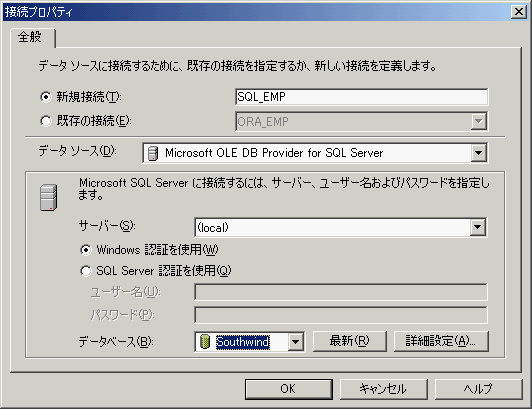 接続プロパティ
全般
データ ソースに接続するために、既存の接続を指定するか、新しい接続を定義します。
新規接続(T): SQL_EMP
既存の接続(E): ORA_EMP
データ ソース(D): Microsoft OLE DB Provider for SQL Server
Microsoft SQL Server に接続するには、サーバー、ユーザー名およびパスワードを指定し
ます。
サーバー(S): (local)
Windows 認証を使用(W)
SQL Server 認証を使用(Q)
ユーザー名(U):
パスワード(P):
データベース(B): Southwind 最新(R) 詳細設定(A)...
OK キャンセル ヘルプ